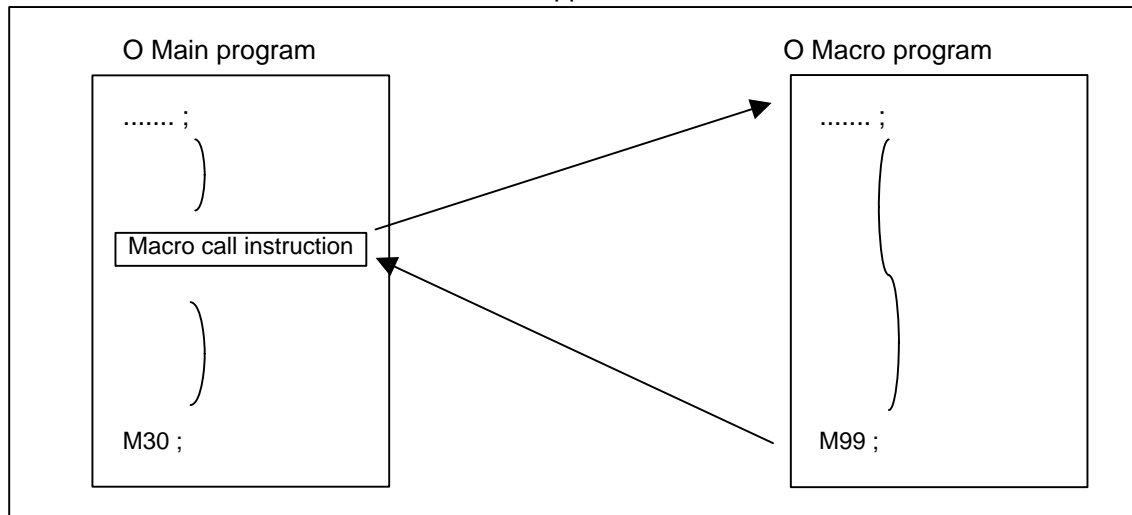 O Main program
....... ;
Macro call instruction
M30 ;
O Macro program
....... ;
M99 ;